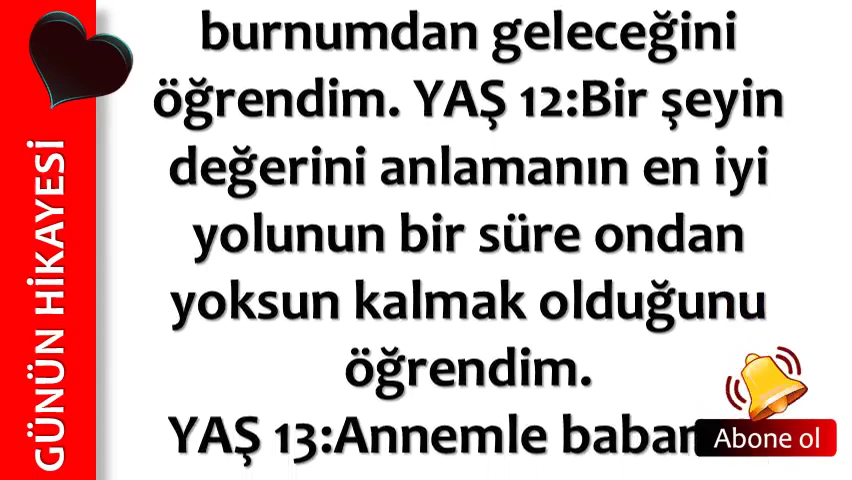 GÜNÜN HİKAYESİ
burnumdan geleceğini
öğrendim. YAŞ 12:Bir şeyin
değerini anlamanın en iyi
yolunun bir süre ondan
yoksun kalmak olduğunu
öğrendim.
YAŞ 13:Annemle
Abone ol